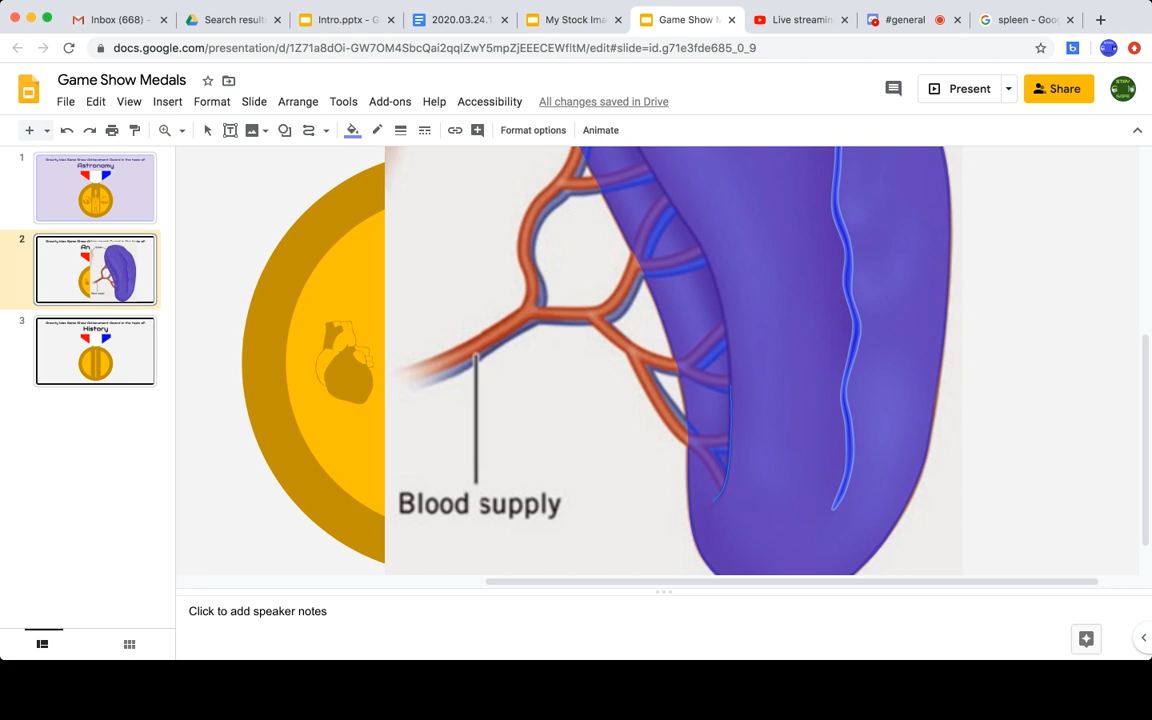 Inbox (668) -
Search result
Intro.pptx - G
2020.03.24.1
My Stock Ima
Game Show M
Live streamin
#general
spleen - Goo
docs.google.com/presentation/d/1Z71a8dOi-GW7OM4SbcQai2qqlZwY5mpZjEEECEWfltM/edit#slide=id.g71e3fde685_0_9
Game Show Medals
File Edit View Insert Format Slide Arrange Tools Add-ons Help Accessibility All changes saved in Drive
Present
Share
Format options Animate
1
Astronomy
2
3
History
Blood supply
Click to add speaker notes